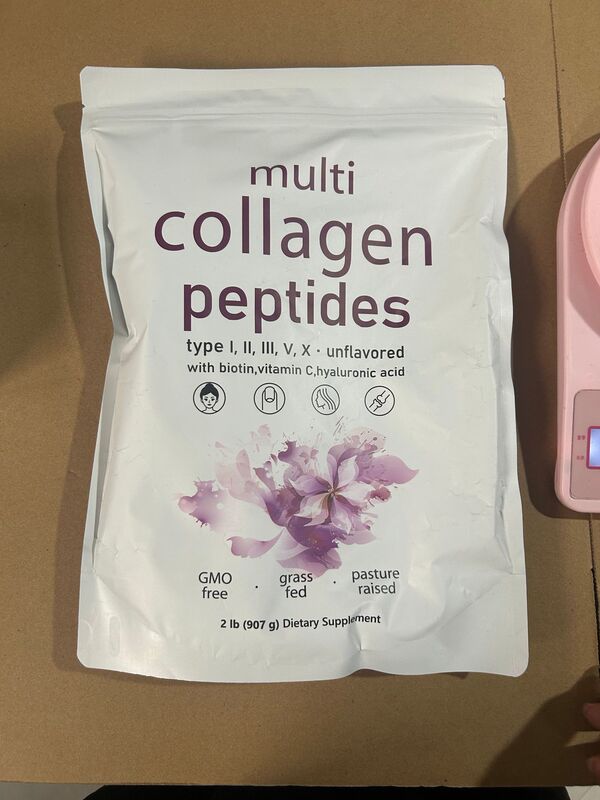 multi
collagen
peptides
type I, II, III, V, X · unflavored
with biotin,vitamin C,hyaluronic acid
GMO free · grass fed · pasture raised
2 lb (907 g) Dietary Supplement